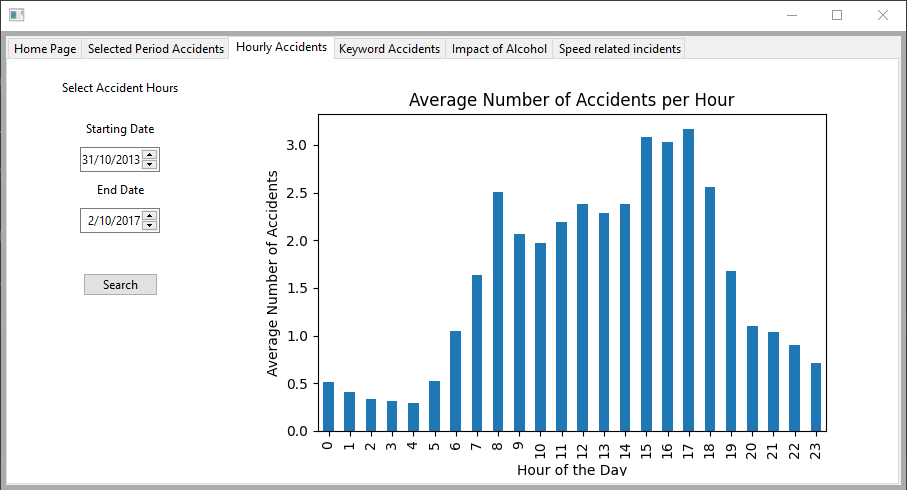 Home Page
Selected Period Accidents
Hourly Accidents
Keyword Accidents
Impact of Alcohol
Speed related incidents
Select Accident Hours
Starting Date
31/10/2013
End Date
2/10/2017
Search
Average Number of Accidents per Hour
Average Number of Accidents
3.0
2.5
2.0
1.5
1.0
0.5
0.0
0 1 2 3 4 5 6 7 8 9 10 11 12 13 14 15 16 17 18 19 20 21 22 23
Hour of the Day